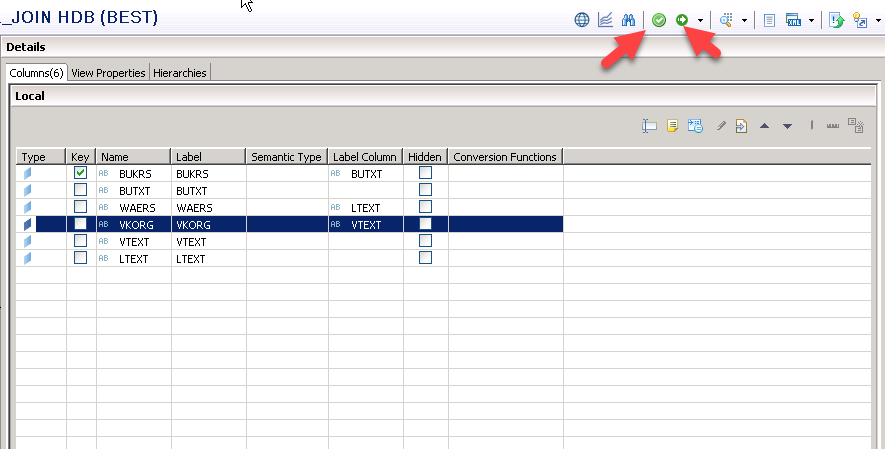 _JOIN HDB (BEST)
Details
Columns(6) View Properties Hierarchies
Local
Type Key Name Label Semantic Type Label Column Hidden Conversion Functions
AB BUKRS BUKRS AB BUTXT
AB BUTXT BUTXT
AB WAERS WAERS AB LTEXT
AB VKORG VKORG AB VTEXT
AB VTEXT VTEXT
AB LTEXT LTEXT